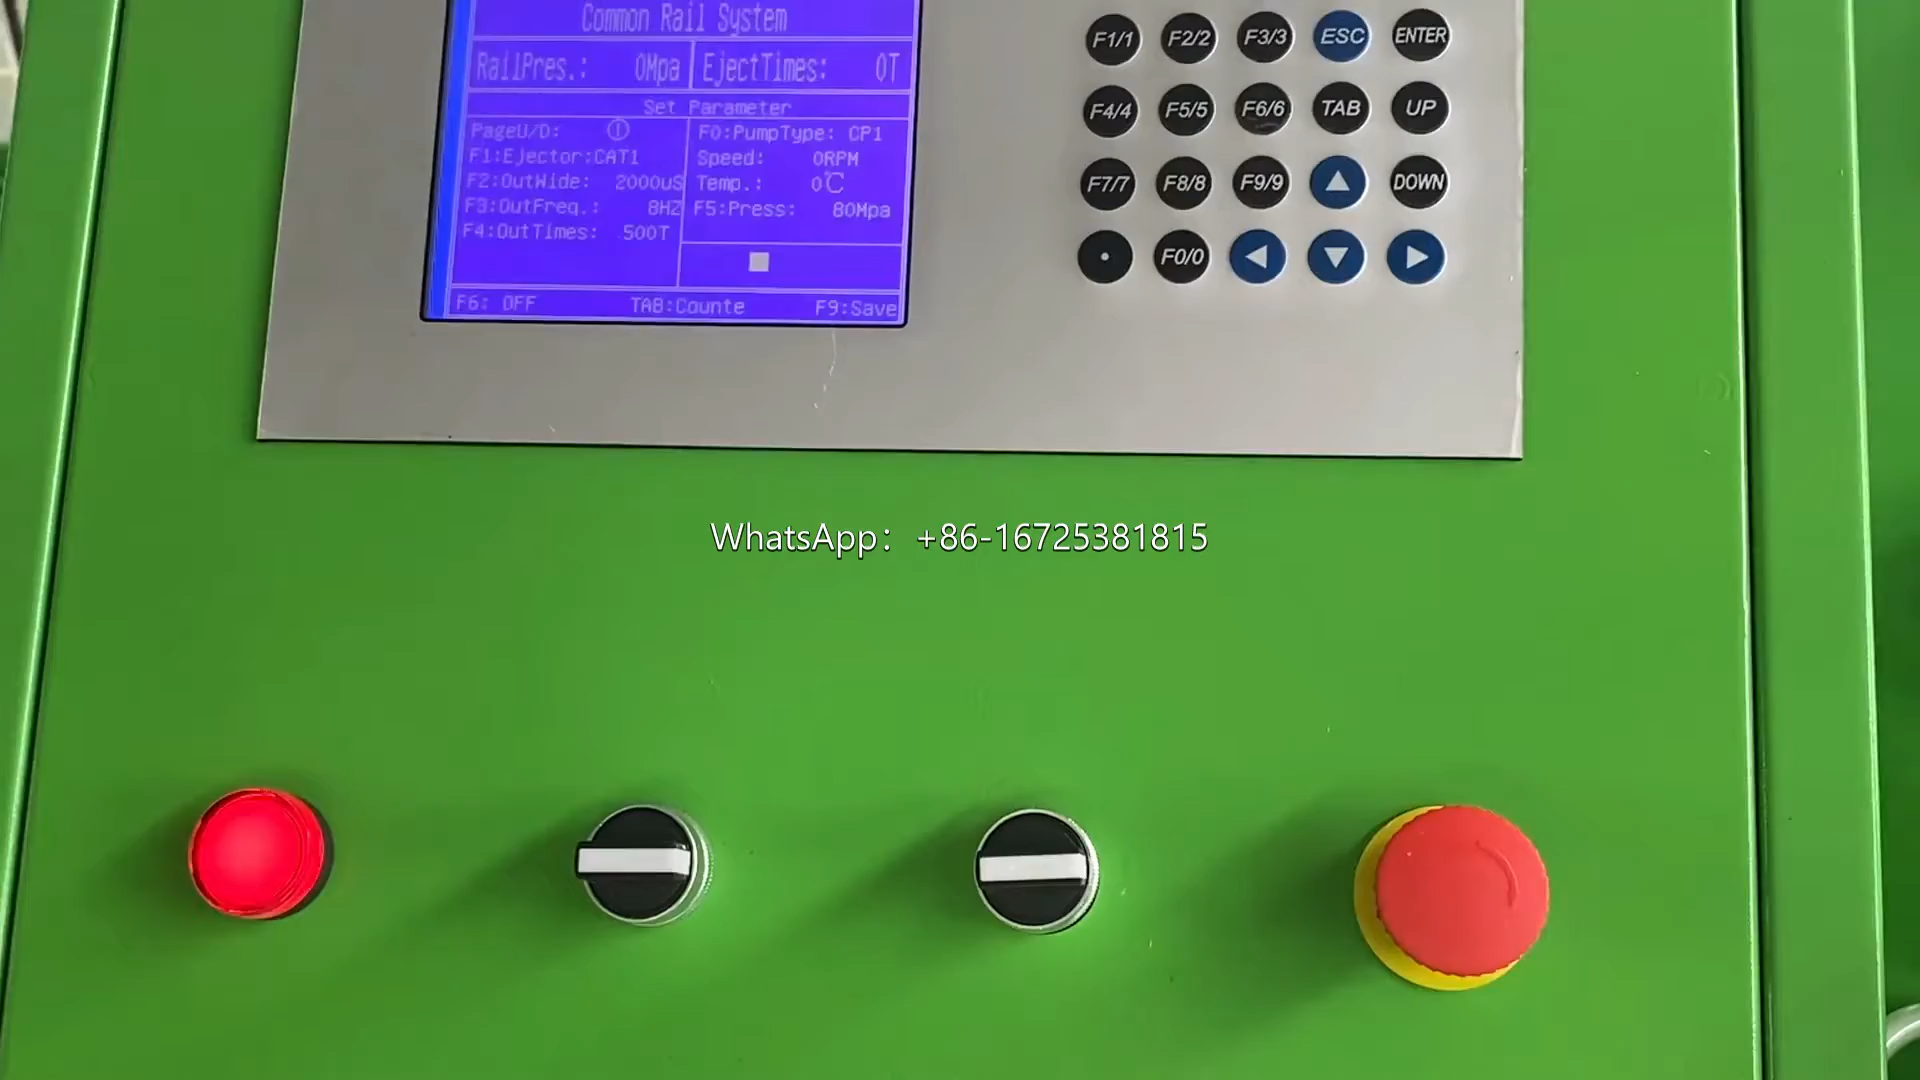 Common Rail System
RailPres.: 0Mpa EjectTimes: 0T
Set Parameter
PageU/D: ①
F1:Ejector:CAT1
F2:OutWide: 2000uS
F3:OutFreq.: 8HZ
F4:OutTimes: 500T
F0:PumpType: CP1
Speed: 0RPM
Temp.: 0℃
F5:Press: 80Mpa
F6: OFF TAB:Counte F9:Save
F1/1 F2/2 F3/3 ESC ENTER
F4/4 F5/5 F6/6 TAB UP
F7/7 F8/8 F9/9 DOWN
F0/0
WhatsApp: +86-16725381815